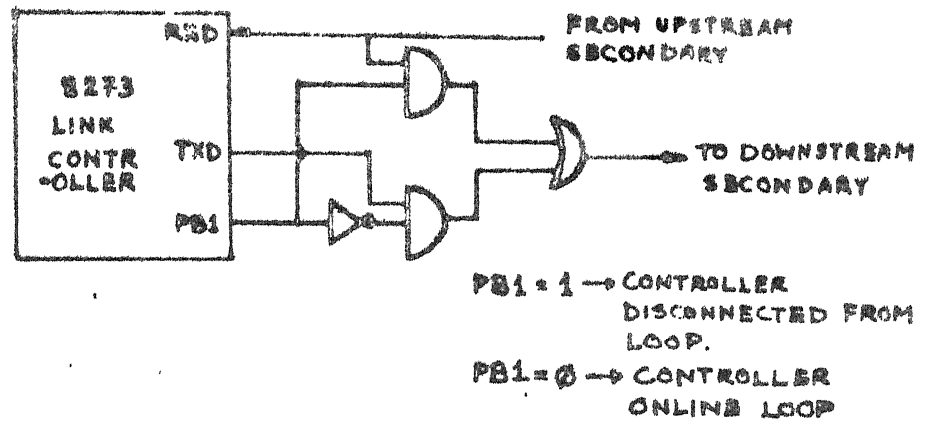 RSD
FROM UPSTREAM
SECONDARY
8273
LINK
CONTR
-OLLER
TXD
TO DOWNSTREAM
SECONDARY
PB1
PB1 = 1 → CONTROLLER
DISCONNECTED FROM
LOOP.
PB1 = Ø → CONTROLLER
ONLINE LOOP